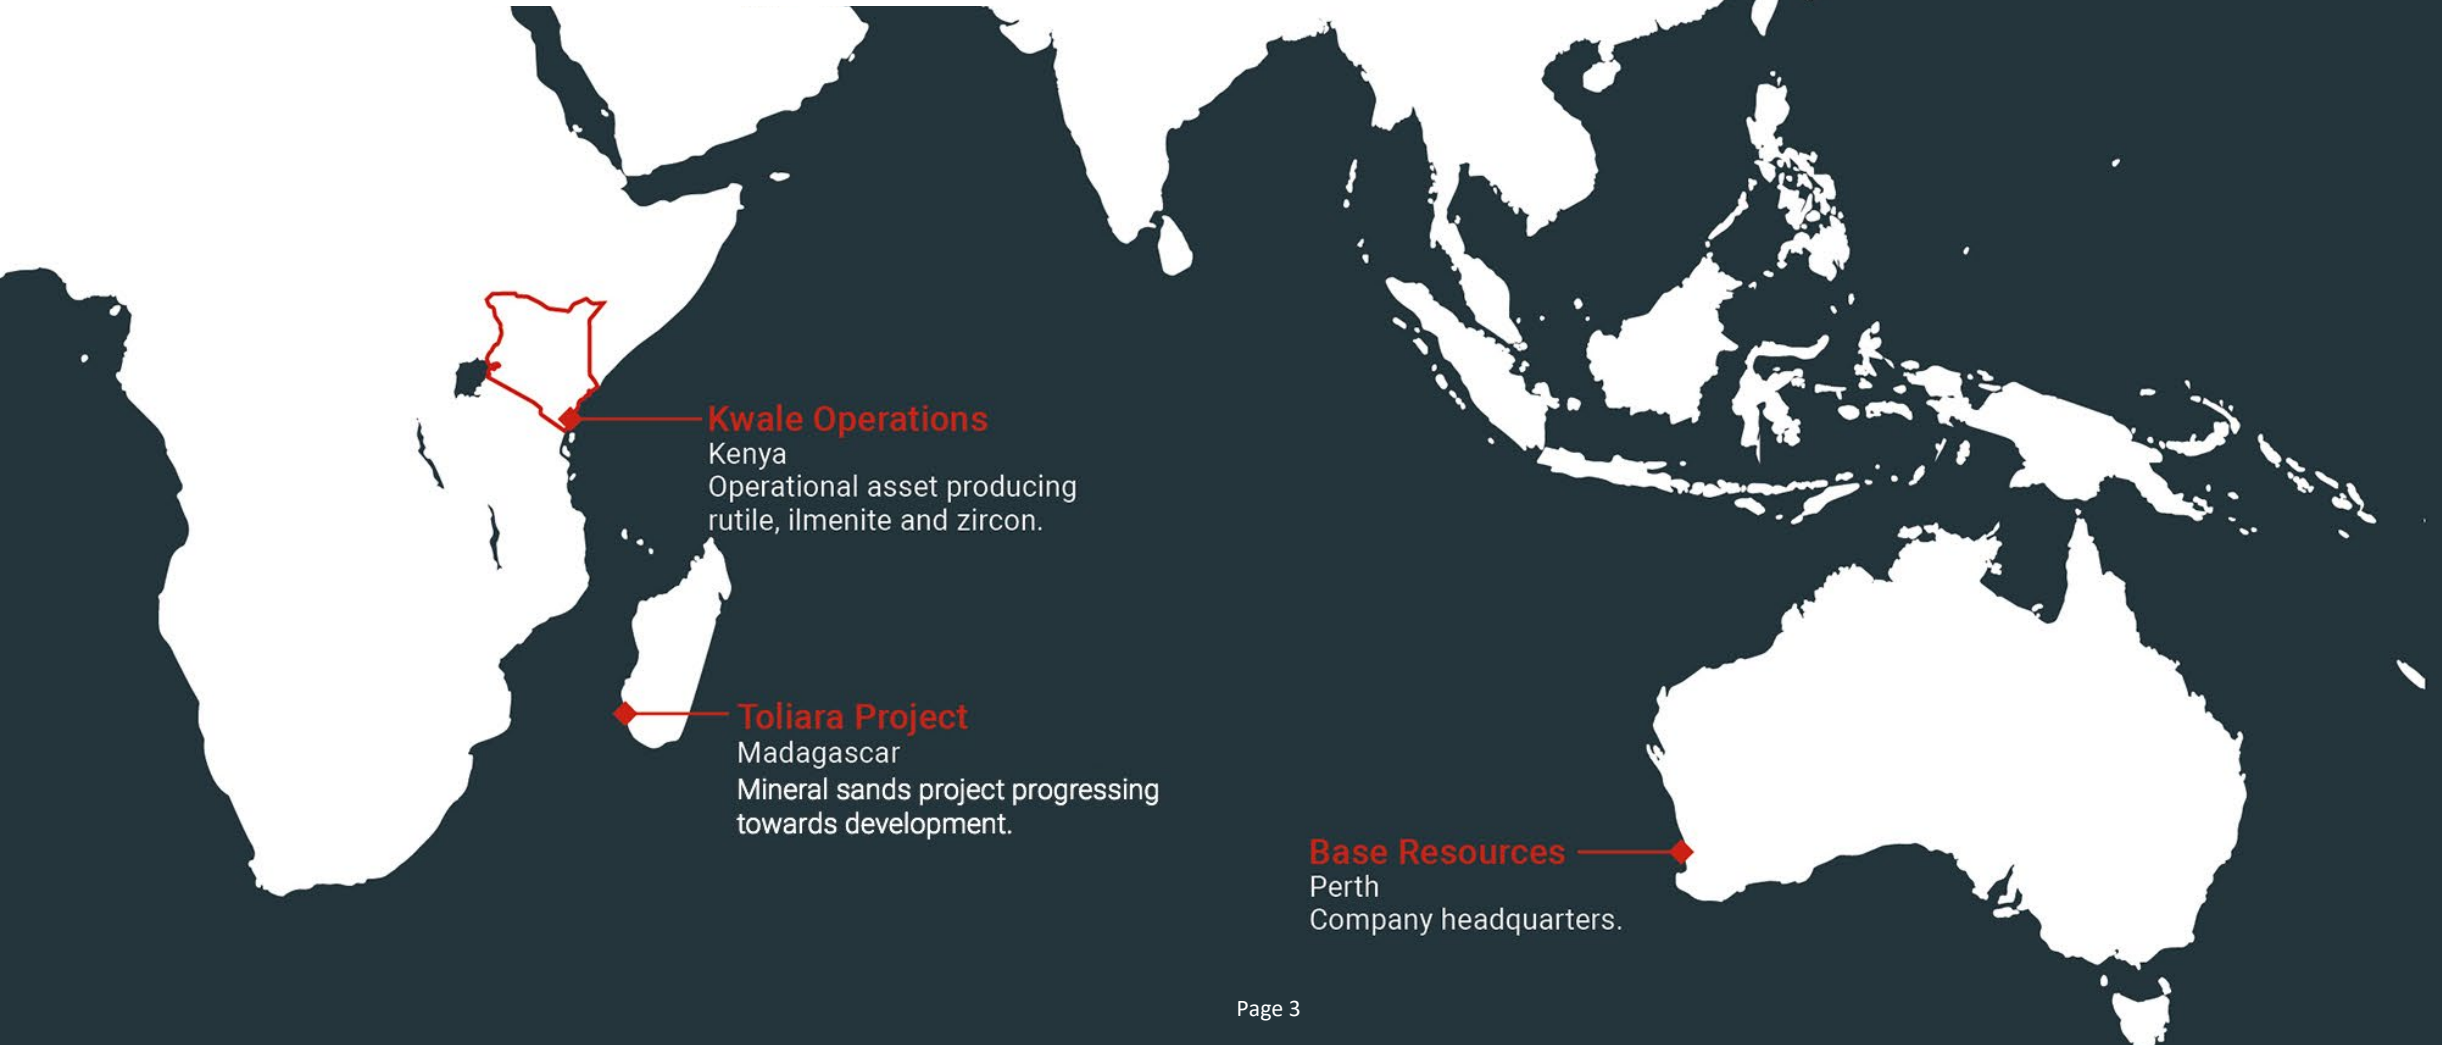 Kwale Operations
Kenya
Operational asset producing
rutile, ilmenite and zircon.
Toliara Project
Madagascar
Mineral sands project progressing
towards development.
Base Resources
Perth
Company headquarters.
Page 3